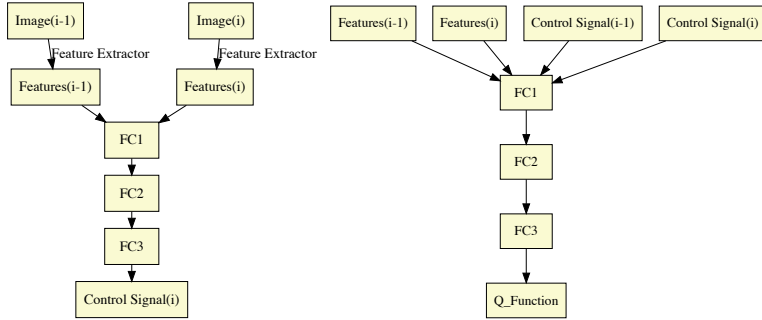 Image(i-1)
Image(i)
Feature Extractor
Feature Extractor
Features(i-1)
Features(i)
FC1
FC2
FC3
Control Signal(i)
Features(i-1)
Features(i)
Control Signal(i-1)
Control Signal(i)
FC1
FC2
FC3
Q_Function